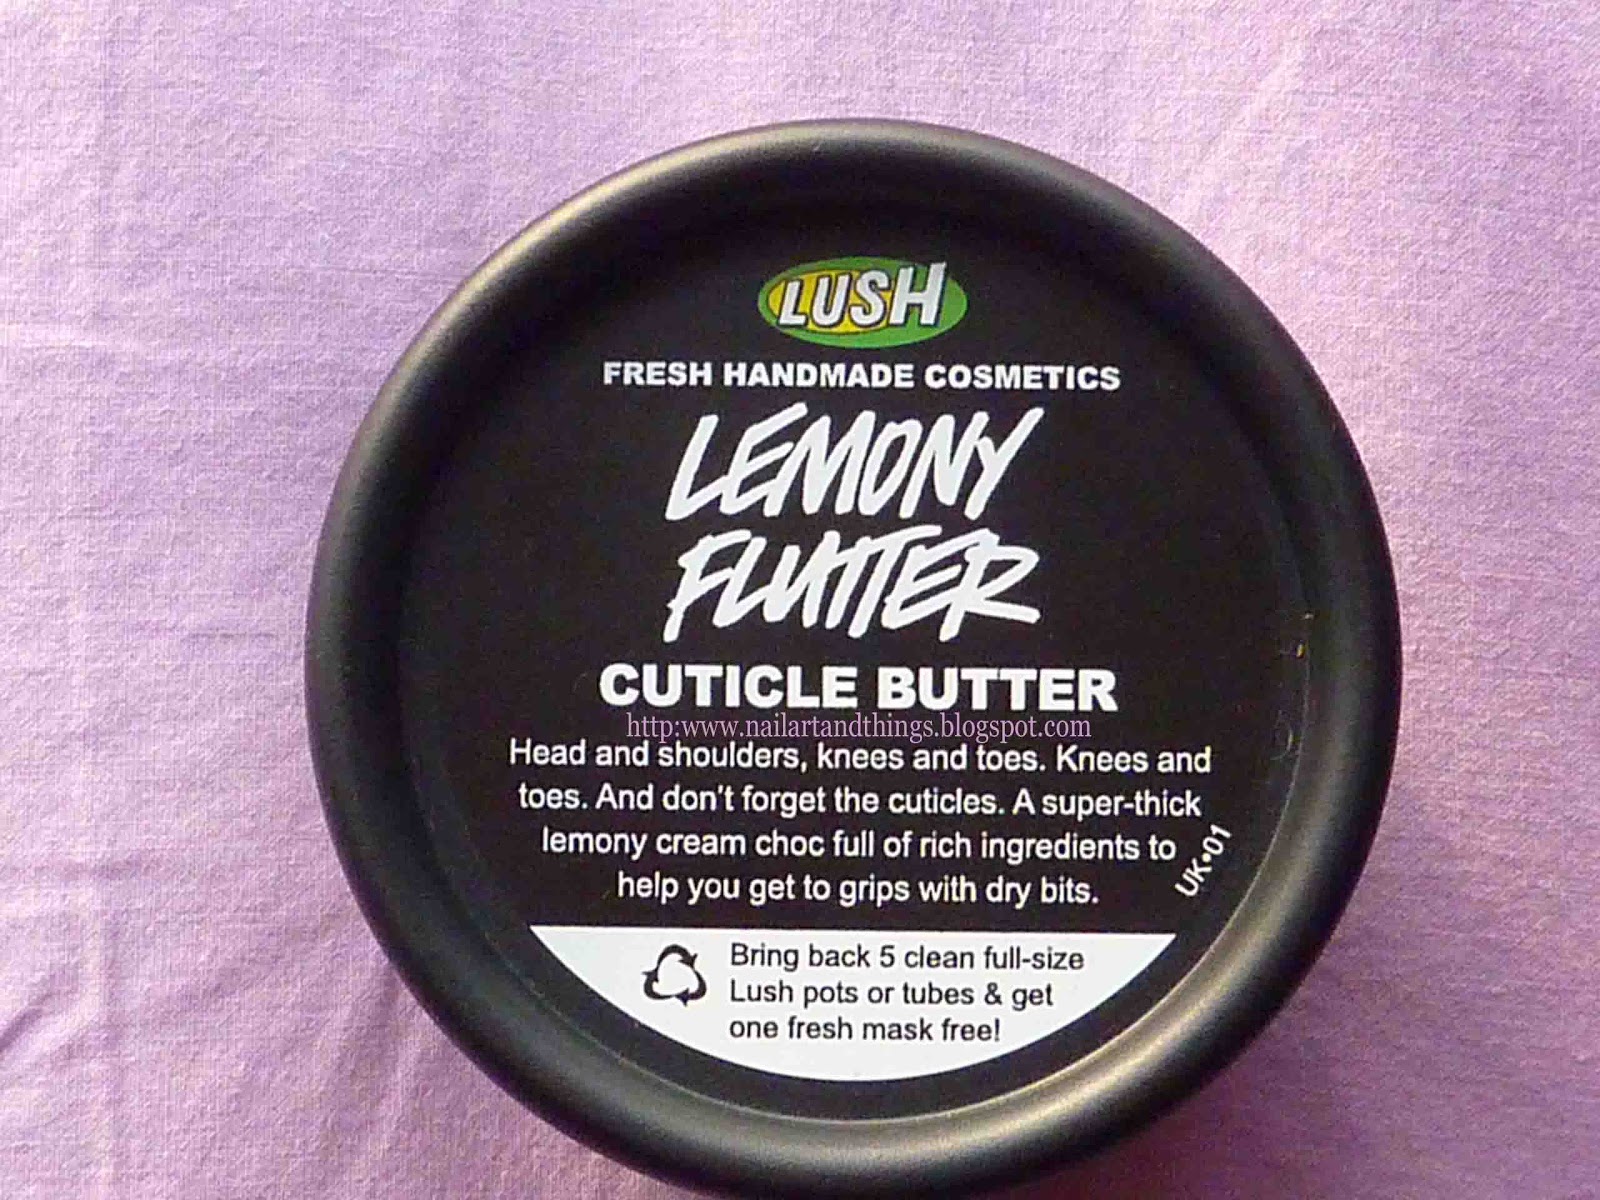 LUSH
FRESH HANDMADE COSMETICS
LEMONY
FLUTTER
CUTICLE BUTTER
http:www.nailartandthings.blogspot.com
Head and shoulders, knees and toes. Knees and
toes. And don't forget the cuticles. A super-thick
lemony cream choc full of rich ingredients to
help you get to grips with dry bits.
UK•01
Bring back 5 clean full-size
Lush pots or tubes & get
one fresh mask free!